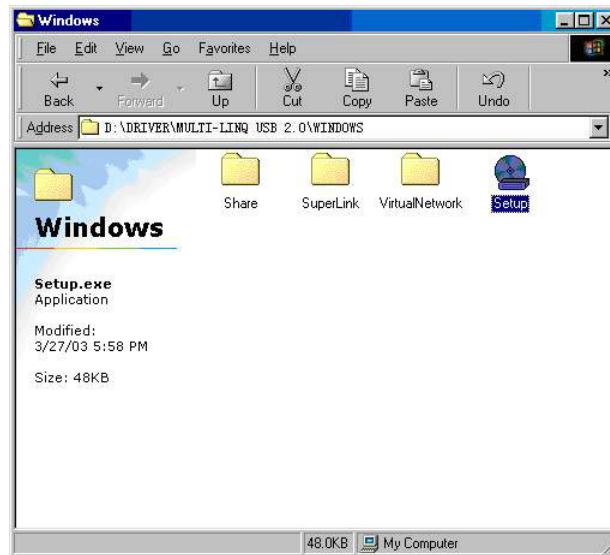 Windows
File Edit View Go Favorites Help
Back Forward Up Cut Copy Paste Undo »
Address D:\DRIVER\MULTI-LINQ USB 2.0\WINDOWS
Share SuperLink VirtualNetwork Setup
Windows
Setup.exe
Application
Modified:
3/27/03 5:58 PM
Size: 48KB
48.0KB My Computer